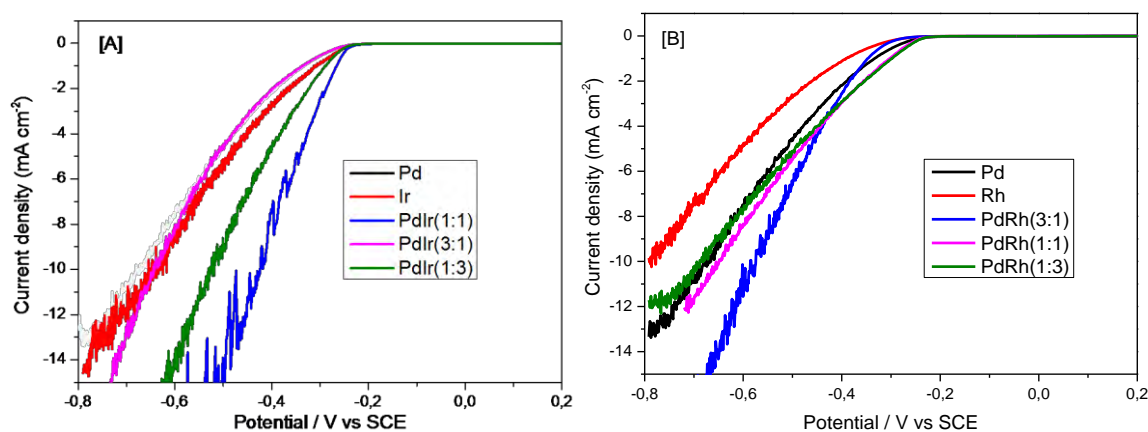 [A]
0
-2
-4
-6
-8
-10
-12
-14
Current density (mA cm⁻²)
Pd
Ir
PdIr(1:1)
PdIr(3:1)
PdIr(1:3)
-0,8
-0,6
-0,4
-0,2
0,0
0,2
Potential / V vs SCE
[B]
0
-2
-4
-6
-8
-10
-12
-14
Current density (mA cm⁻²)
Pd
Rh
PdRh(3:1)
PdRh(1:1)
PdRh(1:3)
-0,8
-0,6
-0,4
-0,2
0,0
0,2
Potential / V vs SCE